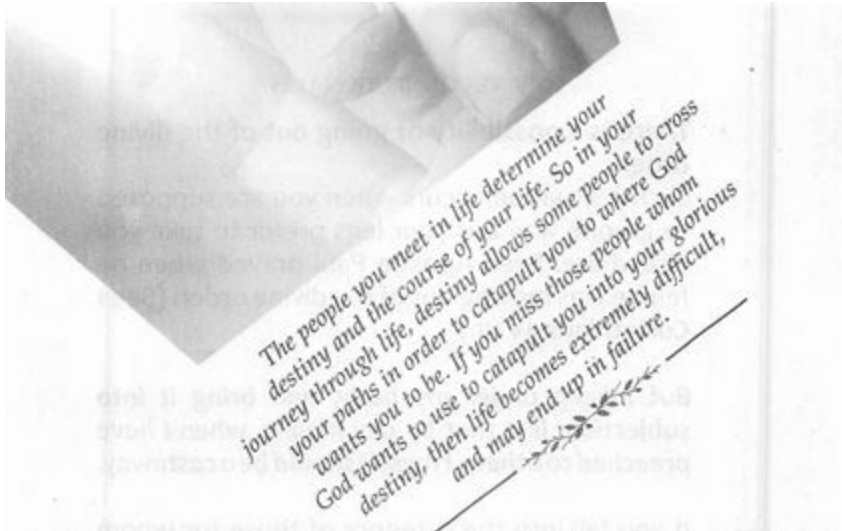 The people you meet in life determine your
destiny and the course of your life. So in your
journey through life, destiny allows some people to cross
your paths in order to catapult you to where God
wants you to be. If you miss those people whom
God wants to use to catapult you into your glorious
destiny, then life becomes extremely difficult,
and may end up in failure.